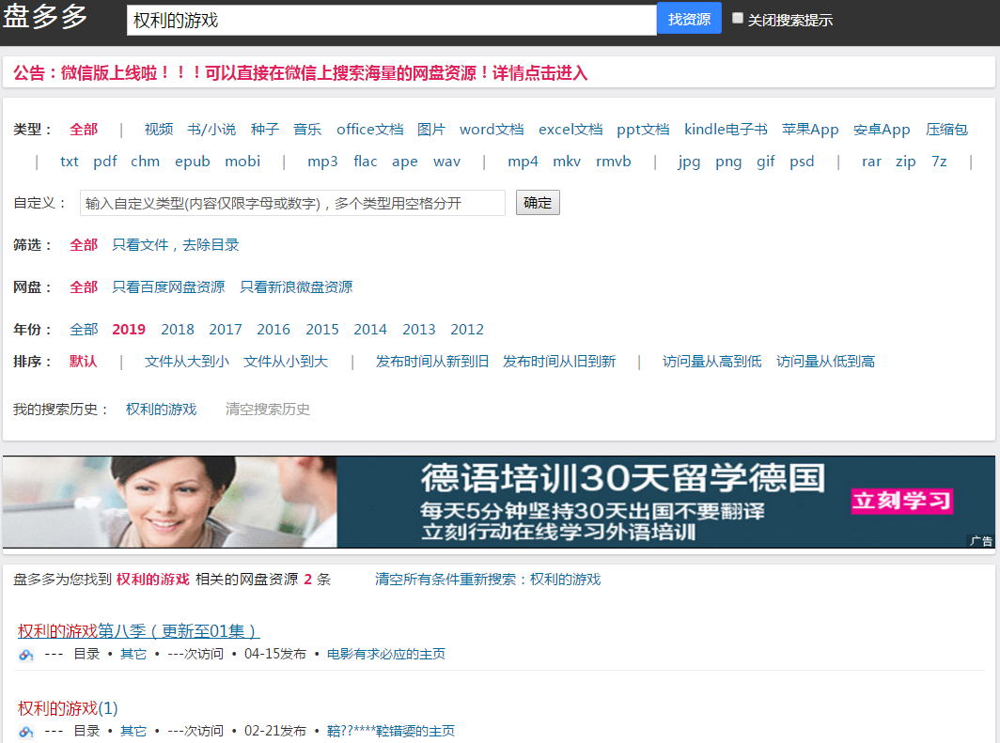 盘多多 权利的游戏 找资源 关闭搜索提示
公告：微信版上线啦！！！可以直接在微信上搜索海量的网盘资源！详情点击进入
类型： 全部 | 视频 书/小说 种子 音乐 office文档 图片 word文档 excel文档 ppt文档 kindle电子书 苹果App 安卓App 压缩包
| txt pdf chm epub mobi | mp3 flac ape wav | mp4 mkv rmvb | jpg png gif psd | rar zip 7z |
自定义： 输入自定义类型(内容仅限字母或数字)，多个类型用空格分开 确定
筛选： 全部 只看文件，去除目录
网盘： 全部 只看百度网盘资源 只看新浪微盘资源
年份： 全部 2019 2018 2017 2016 2015 2014 2013 2012
排序： 默认 | 文件从大到小 文件从小到大 | 发布时间从新到旧 发布时间从旧到新 | 访问量从高到低 访问量从低到高
我的搜索历史： 权利的游戏 清空搜索历史
德语培训30天留学德国
每天5分钟坚持30天出国不要翻译
立刻行动在线学习外语培训
立刻学习
广告
盘多多为您找到 权利的游戏 相关的网盘资源 2 条 清空所有条件重新搜索：权利的游戏
权利的游戏第八季（更新至01集）
--- 目录 • 其它 • ---次访问 • 04-15发布 • 电影有求必应的主页
权利的游戏(1)
--- 目录 • 其它 • ---次访问 • 02-21发布 • 鞛??****鞚错嫕的主页